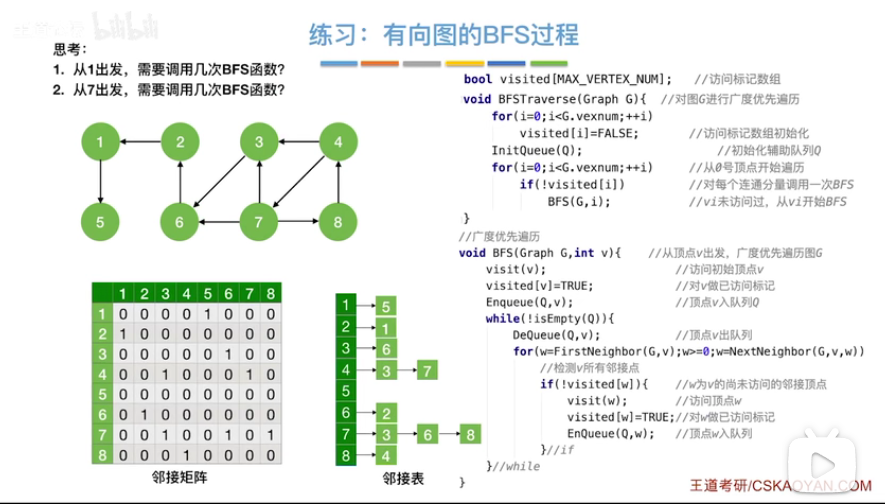 练习：有向图的BFS过程
思考：
1. 从1出发，需要调用几次BFS函数？
2. 从7出发，需要调用几次BFS函数？
1 2 3 4
5 6 7 8
1 2 3 4 5 6 7 8
1 0 0 0 0 1 0 0 0
2 1 0 0 0 0 0 0 0
3 0 0 0 0 0 1 0 0
4 0 0 1 0 0 0 1 0
5 0 0 0 0 0 0 0 0
6 0 1 0 0 0 0 0 0
7 0 0 1 0 0 1 0 1
8 0 0 0 1 0 0 0 0
邻接矩阵
1 5
2 1
3 6
4 3 7
5
6 2
7 3 6 8
8 4
邻接表
bool visited[MAX_VERTEX_NUM]; //访问标记数组
void BFSTraverse(Graph G){ //对图G进行广度优先遍历
for(i=0;i<G.vexnum;++i)
visited[i]=FALSE; //访问标记数组初始化
InitQueue(Q); //初始化辅助队列Q
for(i=0;i<G.vexnum;++i) //从0号顶点开始遍历
if(!visited[i]) //对每个连通分量调用一次BFS
BFS(G,i); //vi未访问过，从vi开始BFS
}
//广度优先遍历
void BFS(Graph G,int v){ //从顶点v出发，广度优先遍历图G
visit(v); //访问初始顶点v
visited[v]=TRUE; //对v做已访问标记
Enqueue(Q,v); //顶点v入队列Q
while(!isEmpty(Q)){
DeQueue(Q,v); //顶点v出队列
for(w=FirstNeighbor(G,v);w>=0;w=NextNeighbor(G,v,w))
//检测v所有邻接点
if(!visited[w]){ //w为v的尚未访问的邻接顶点
visit(w); //访问顶点w
visited[w]=TRUE;//对w做已访问标记
EnQueue(Q,w); //顶点w入队列
}//if
}//while
}
王道考研/CSKAOYAN.COM